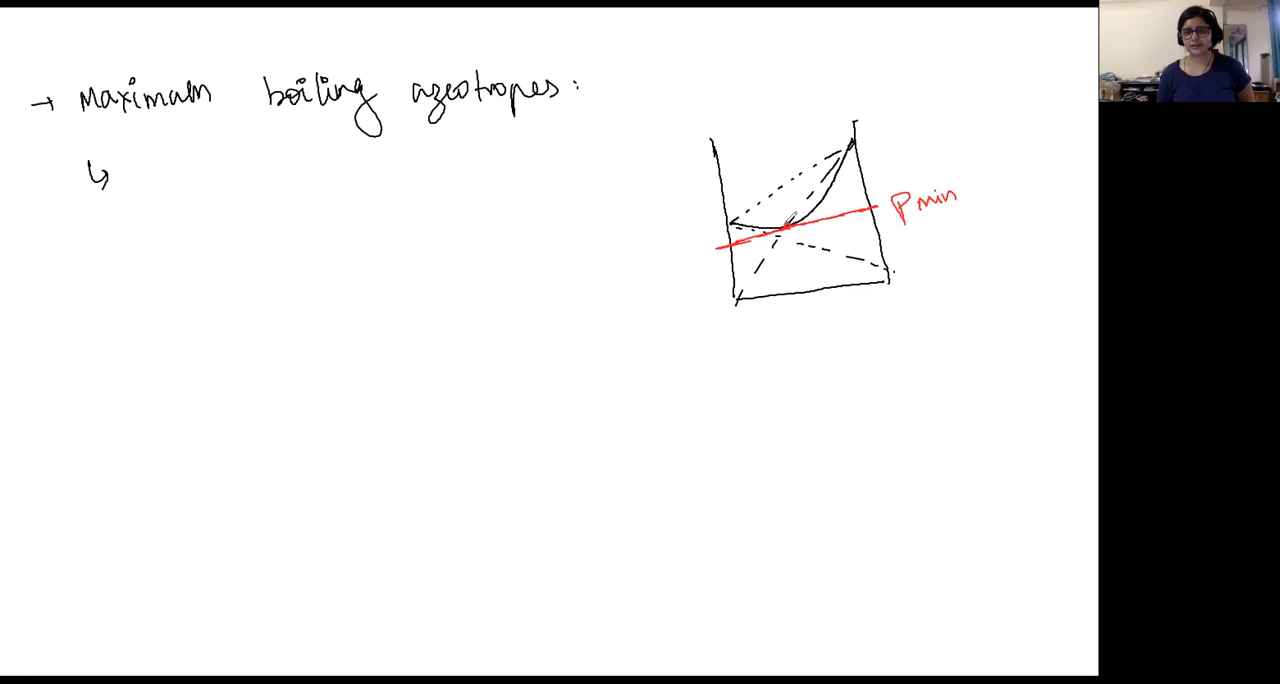 → Maximum boiling azeotropes :
↳
Pmin